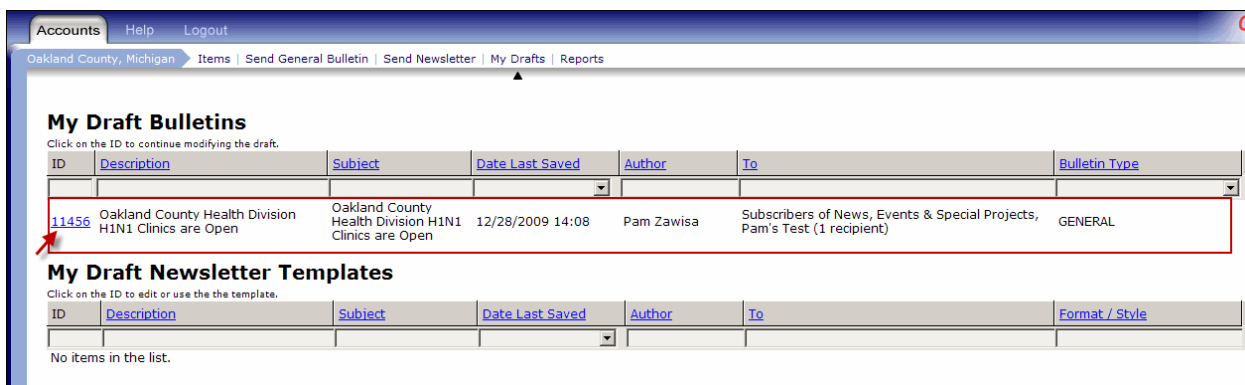 Accounts Help Logout
Oakland County, Michigan Items | Send General Bulletin | Send Newsletter | My Drafts | Reports
My Draft Bulletins
Click on the ID to continue modifying the draft.
ID Description Subject Date Last Saved Author To Bulletin Type
11456 Oakland County Health Division H1N1 Clinics are Open Oakland County Health Division H1N1 Clinics are Open 12/28/2009 14:08 Pam Zawisa Subscribers of News, Events & Special Projects, Pam's Test (1 recipient) GENERAL
My Draft Newsletter Templates
Click on the ID to edit or use the the template.
ID Description Subject Date Last Saved Author To Format / Style
No items in the list.